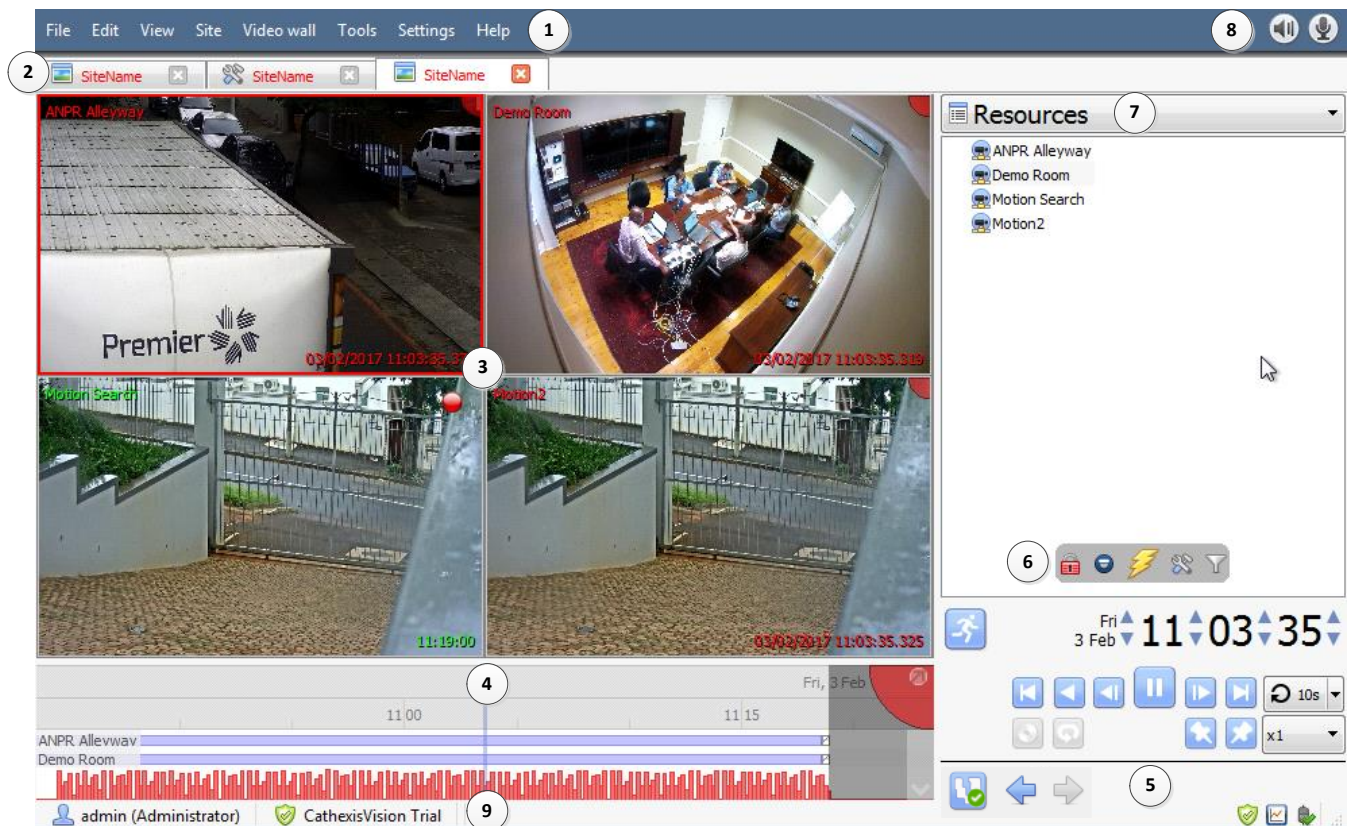 File Edit View Site Video wall Tools Settings Help 1 8
2 SiteName SiteName SiteName
ANPR Alleyway
Demo Room
Premier
03/02/2017 11:03:35.319
3
Motion Search
Motion2
11:19:00
03/02/2017 11:03:35.325
Resources 7
ANPR Alleyway
Demo Room
Motion Search
Motion2
6
Fri
3 Feb
11 03 35
10s
x1
5
4
Fri, 3 Feb
11:00 11:15
ANPR Alleyway
Demo Room
admin (Administrator) CathexisVision Trial 9